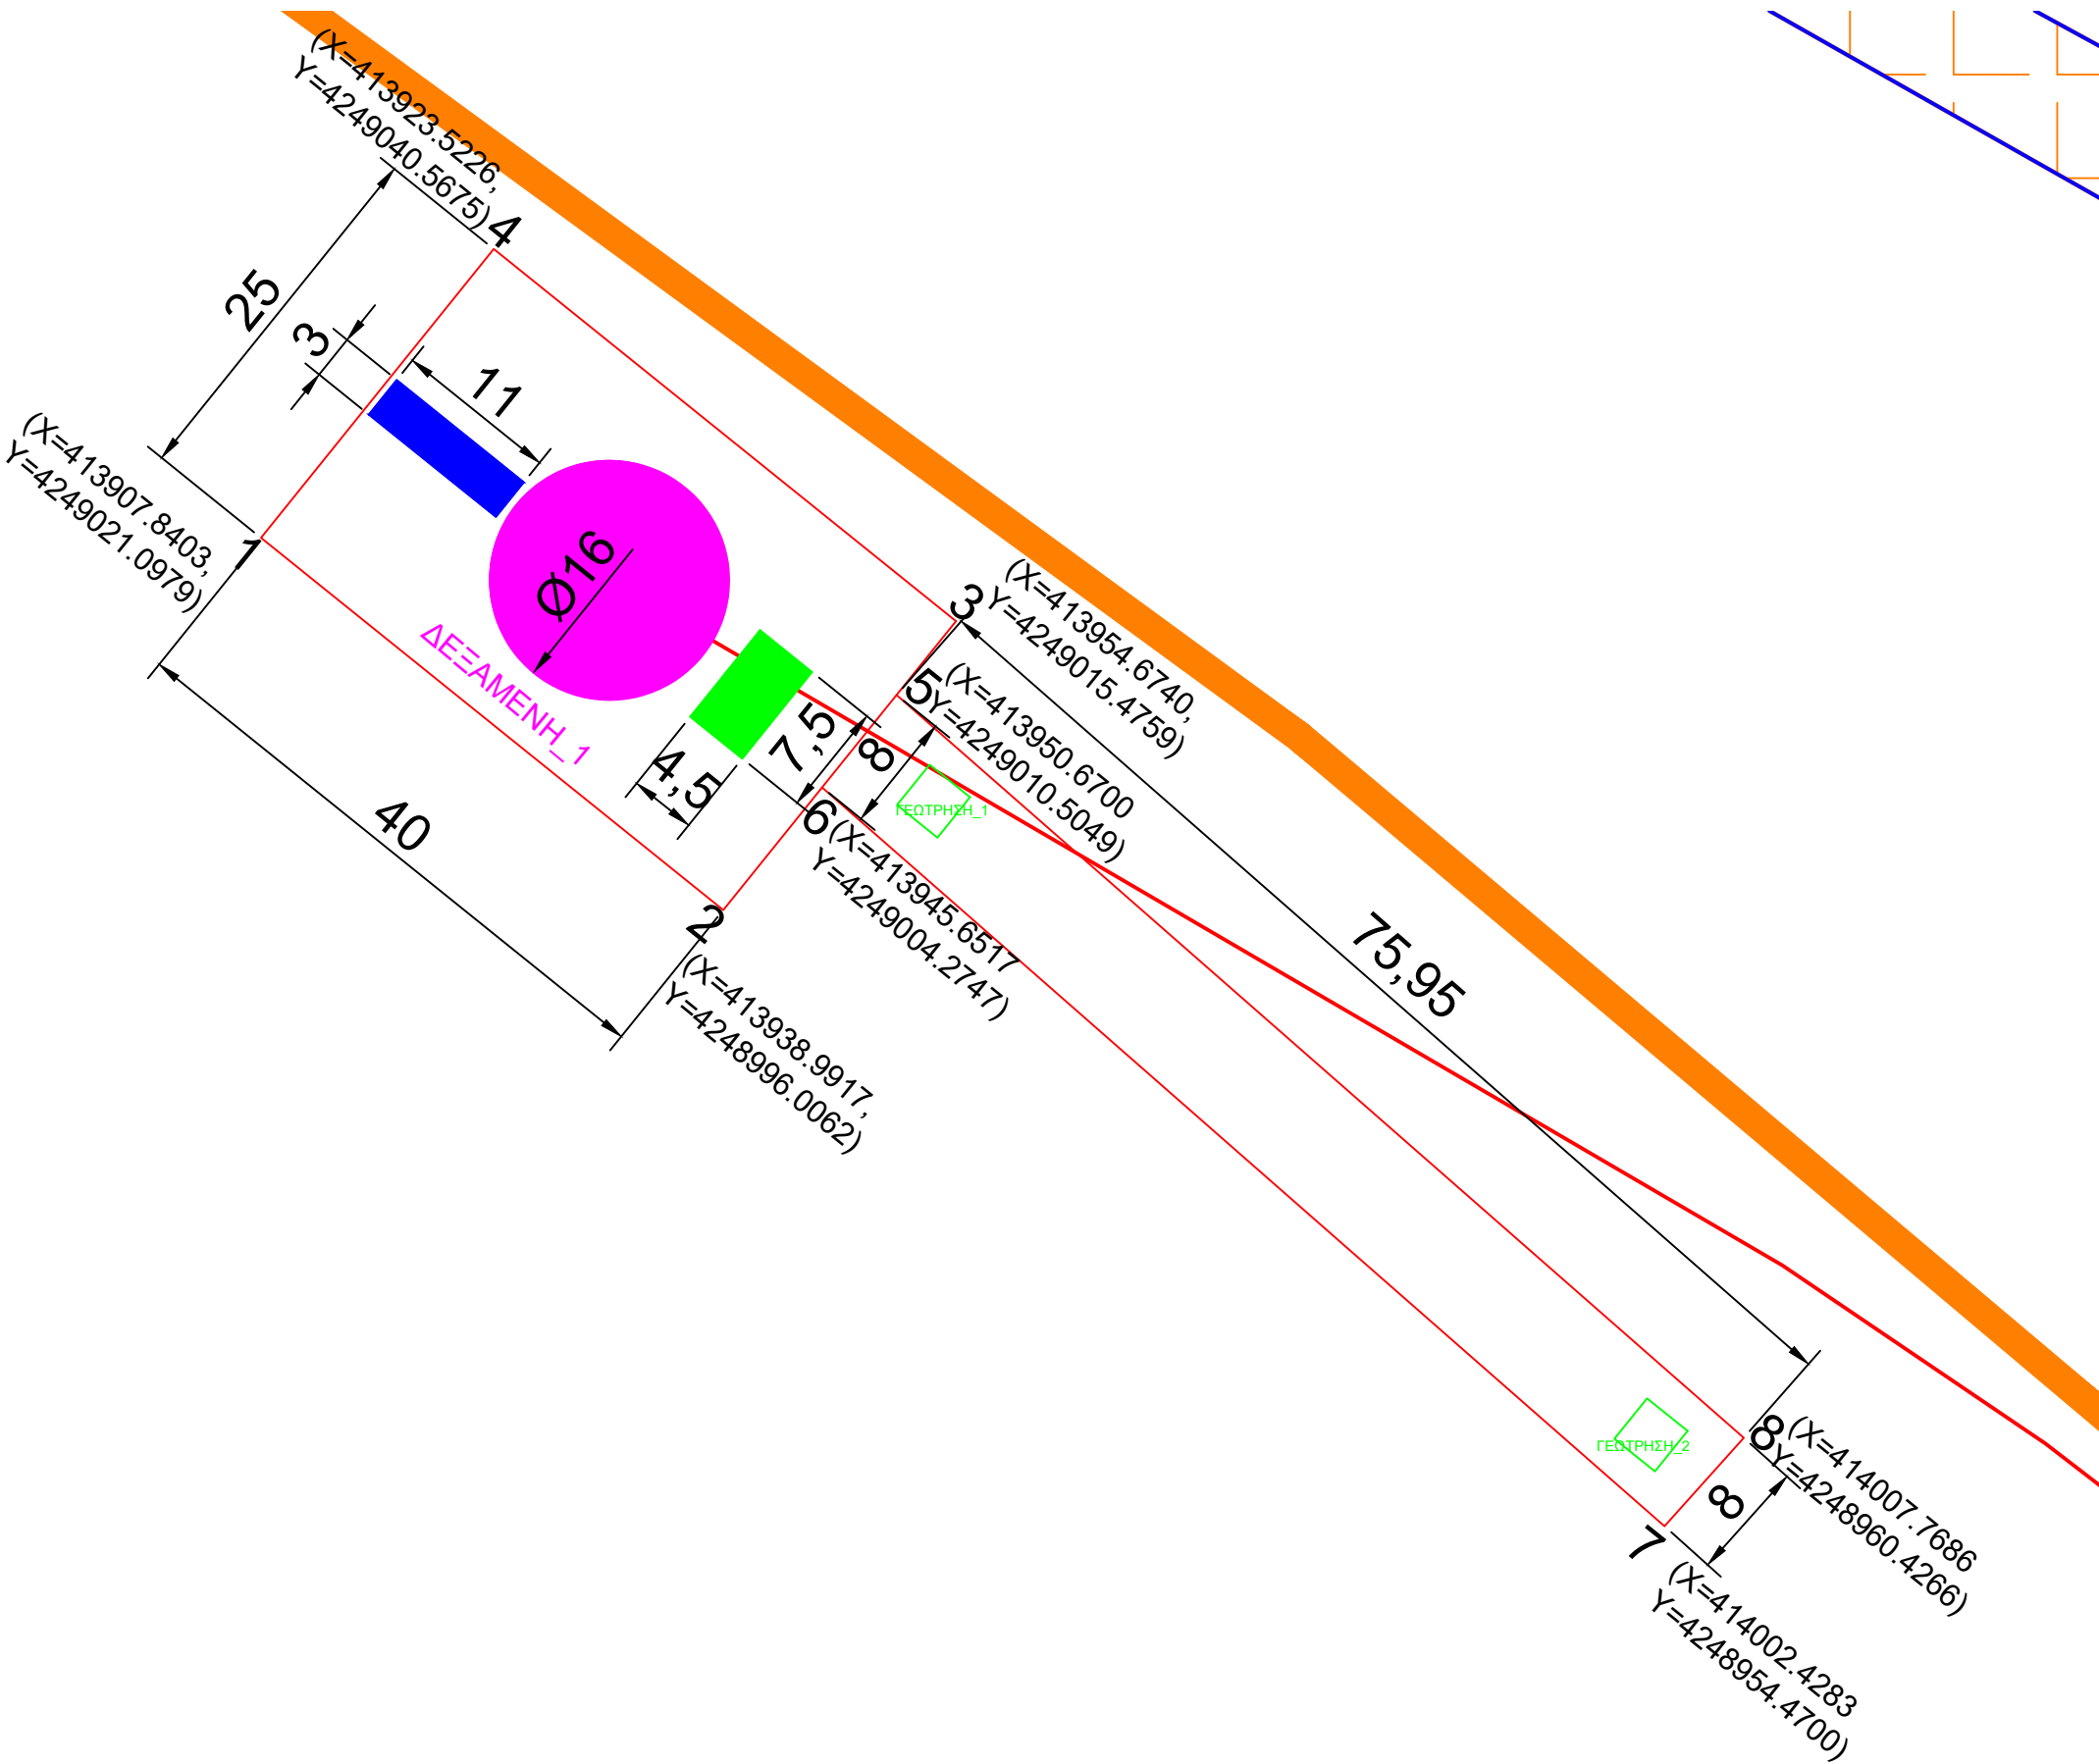 (X=413923.5226,
Y=4249040.5675)
4
25
3
11
(X=413907.8403,
Y=4249021.0979)
1
Ø16
ΔΕΞΑΜΕΝΗ_1
3
(X=413954.6740,
Y=4249015.4759)
5
(X=413950.6700
Y=4249010.5049)
7,5
8
4,5
ΓΕΩΤΡΗΣΗ_1
6
(X=413945.6517
Y=4249004.2747)
40
2
(X=413938.9917,
Y=4248996.0062)
75,95
ΓΕΩΤΡΗΣΗ_2
8
(X=414007.7686
Y=4248960.4266)
8
7
(X=414002.4283
Y=4248954.4700)